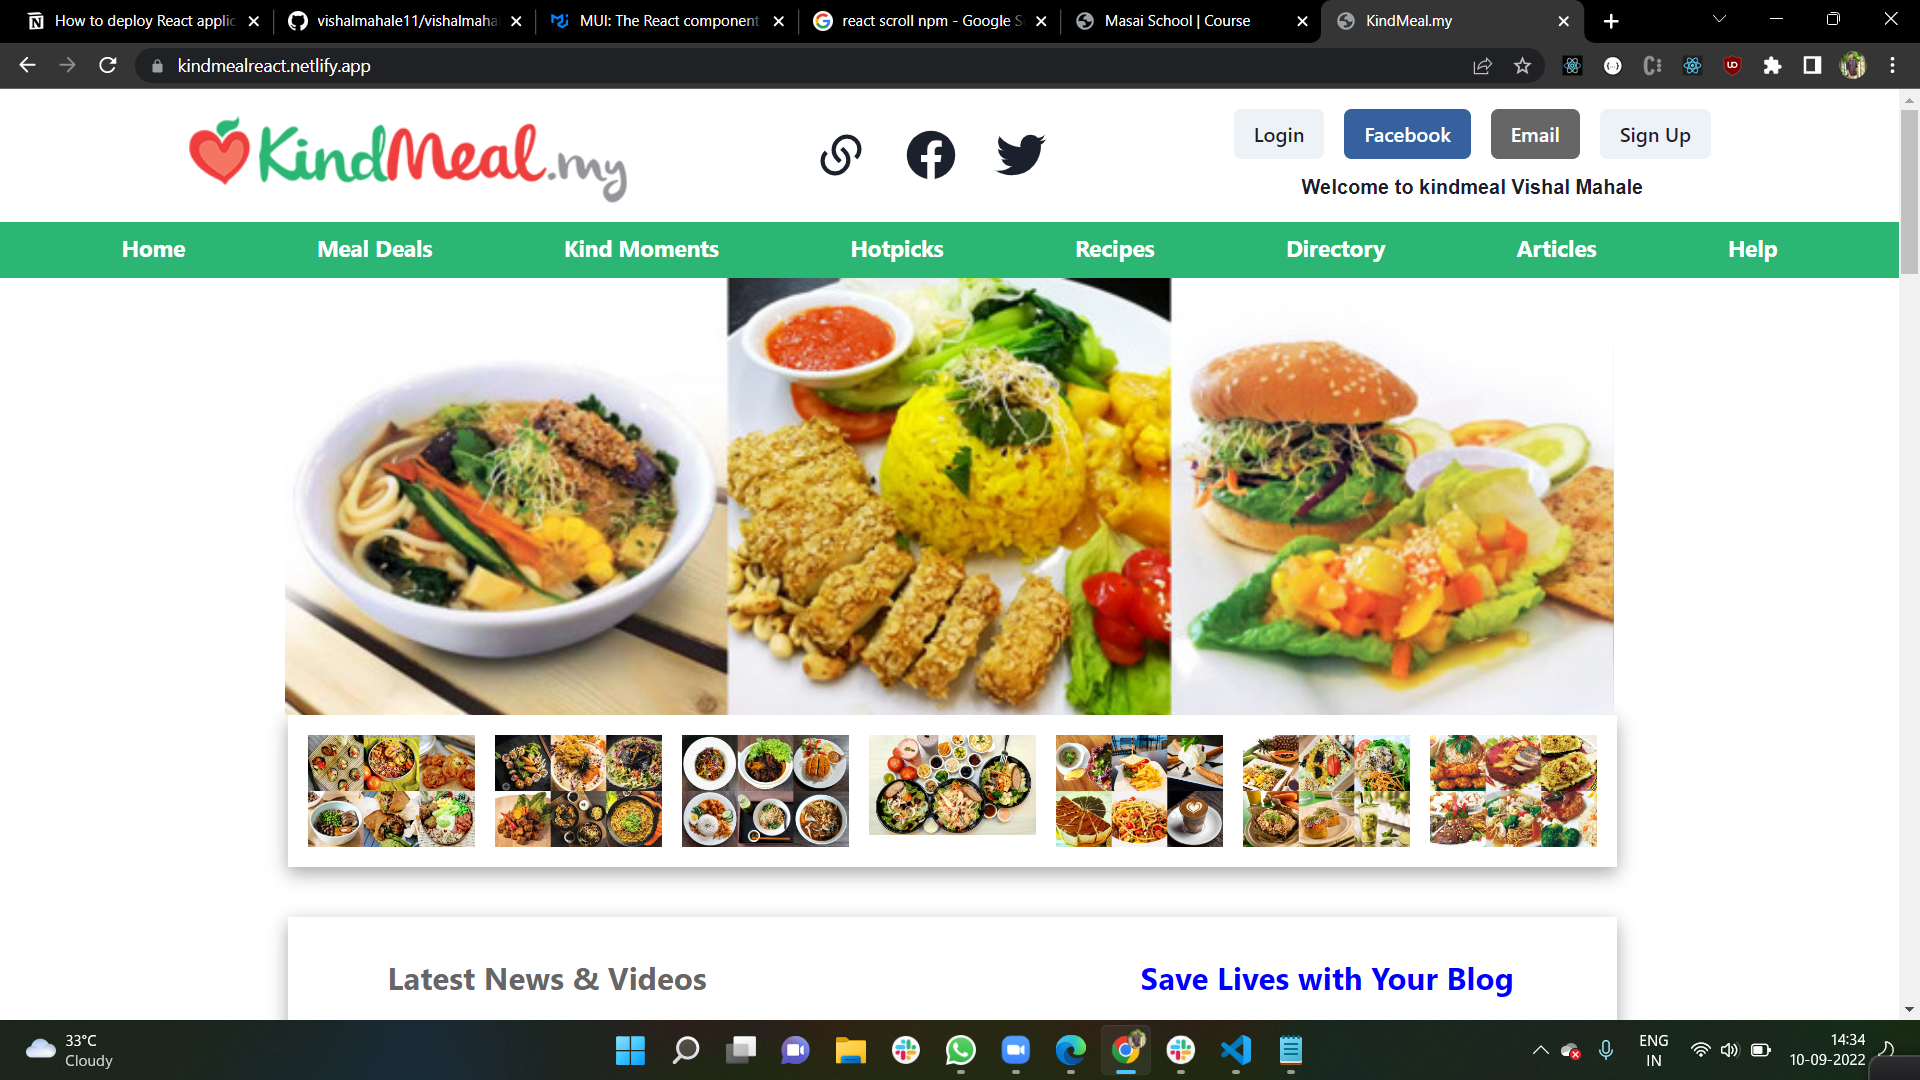 How to deploy React applic
vishalmahale11/vishalmahal
MUI: The React component
react scroll npm - Google S
Masai School | Course
KindMeal.my
kindmealreact.netlify.app
KindMeal.my
Login
Facebook
Email
Sign Up
Welcome to kindmeal Vishal Mahale
Home
Meal Deals
Kind Moments
Hotpicks
Recipes
Directory
Articles
Help
Latest News & Videos
Save Lives with Your Blog
33°C
Cloudy
ENG
IN
14:34
10-09-2022